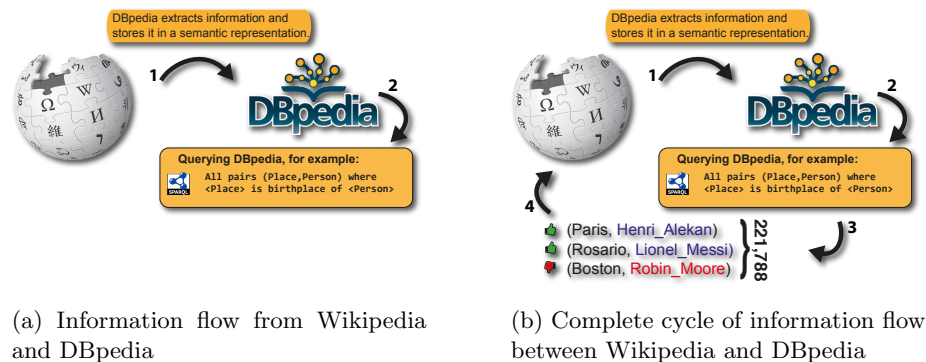 DBpedia extracts information and
stores it in a semantic representation.
1
Ω
W
維
И
DBpedia
2
Querying DBpedia, for example:
SPARQL
All pairs (Place,Person) where
<Place> is birthplace of <Person>
(a) Information flow from Wikipedia
and DBpedia
DBpedia extracts information and
stores it in a semantic representation.
1
Ω
W
維
И
DBpedia
2
Querying DBpedia, for example:
SPARQL
All pairs (Place,Person) where
<Place> is birthplace of <Person>
4
3
(Paris, Henri_Alekan)
(Rosario, Lionel_Messi)
(Boston, Robin_Moore)
221,788
(b) Complete cycle of information flow
between Wikipedia and DBpedia